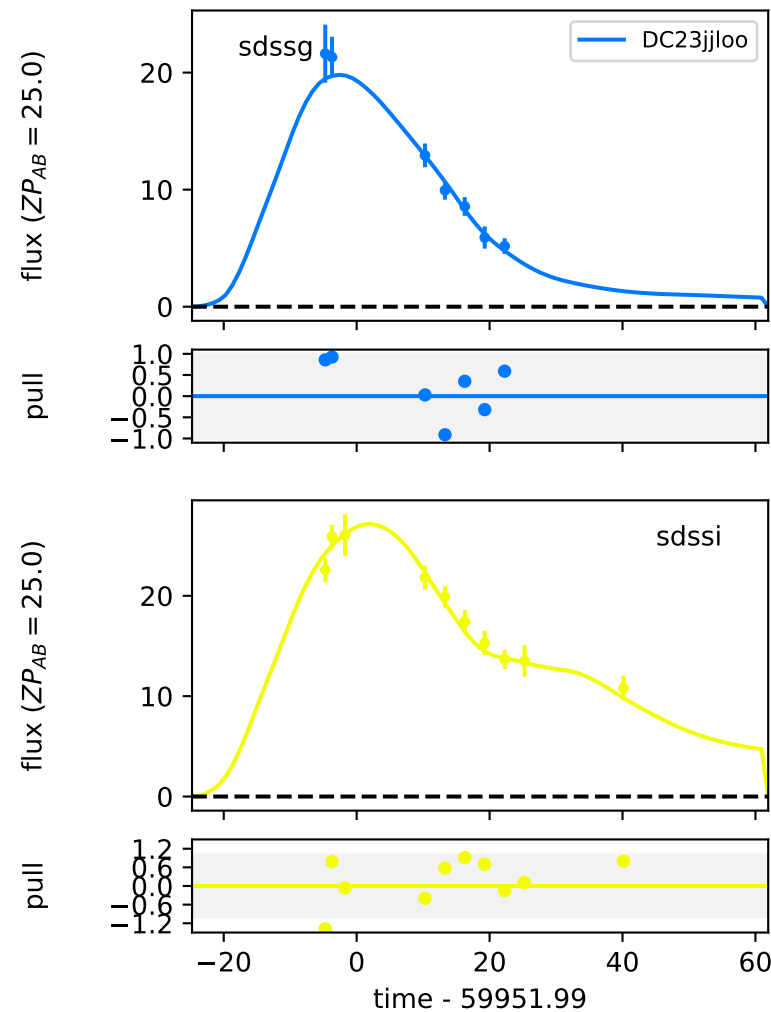 sdssg
DC23jjloo
flux (ZP_AB = 25.0)
20
10
0
pull
1.0
0.5
0.0
−0.5
−1.0
sdssi
flux (ZP_AB = 25.0)
20
10
0
pull
1.2
0.6
0.0
−0.6
−1.2
−20 0 20 40 60
time - 59951.99